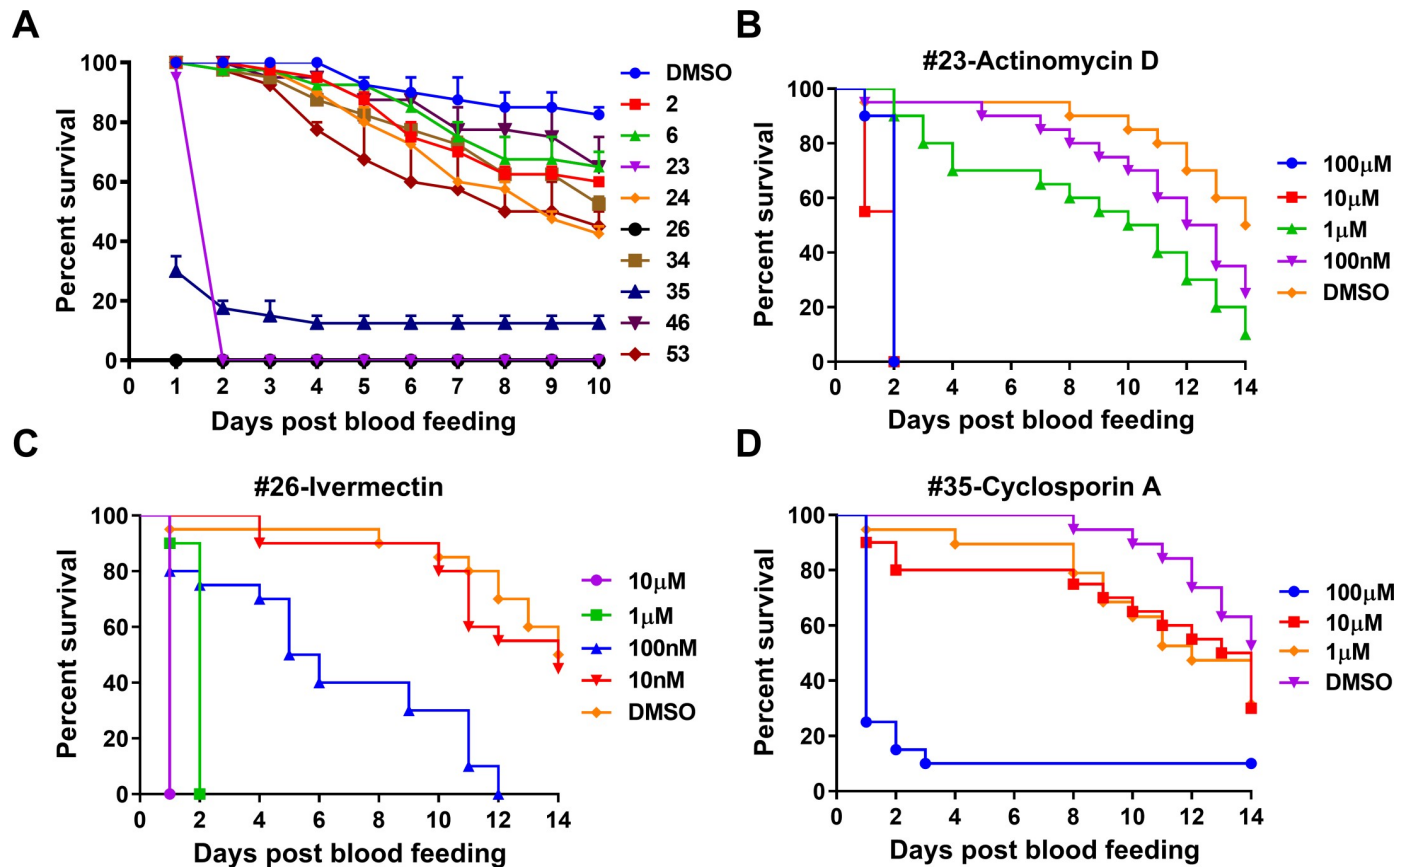 A
Percent survival
100
80
60
40
20
0
0 1 2 3 4 5 6 7 8 9 10
Days post blood feeding
DMSO
2
6
23
24
26
34
35
46
53
B
#23-Actinomycin D
Percent survival
100
80
60
40
20
0
0 2 4 6 8 10 12 14
Days post blood feeding
100μM
10μM
1μM
100nM
DMSO
C
#26-Ivermectin
Percent survival
100
80
60
40
20
0
0 2 4 6 8 10 12 14
Days post blood feeding
10μM
1μM
100nM
10nM
DMSO
D
#35-Cyclosporin A
Percent survival
100
80
60
40
20
0
0 2 4 6 8 10 12 14
Days post blood feeding
100μM
10μM
1μM
DMSO